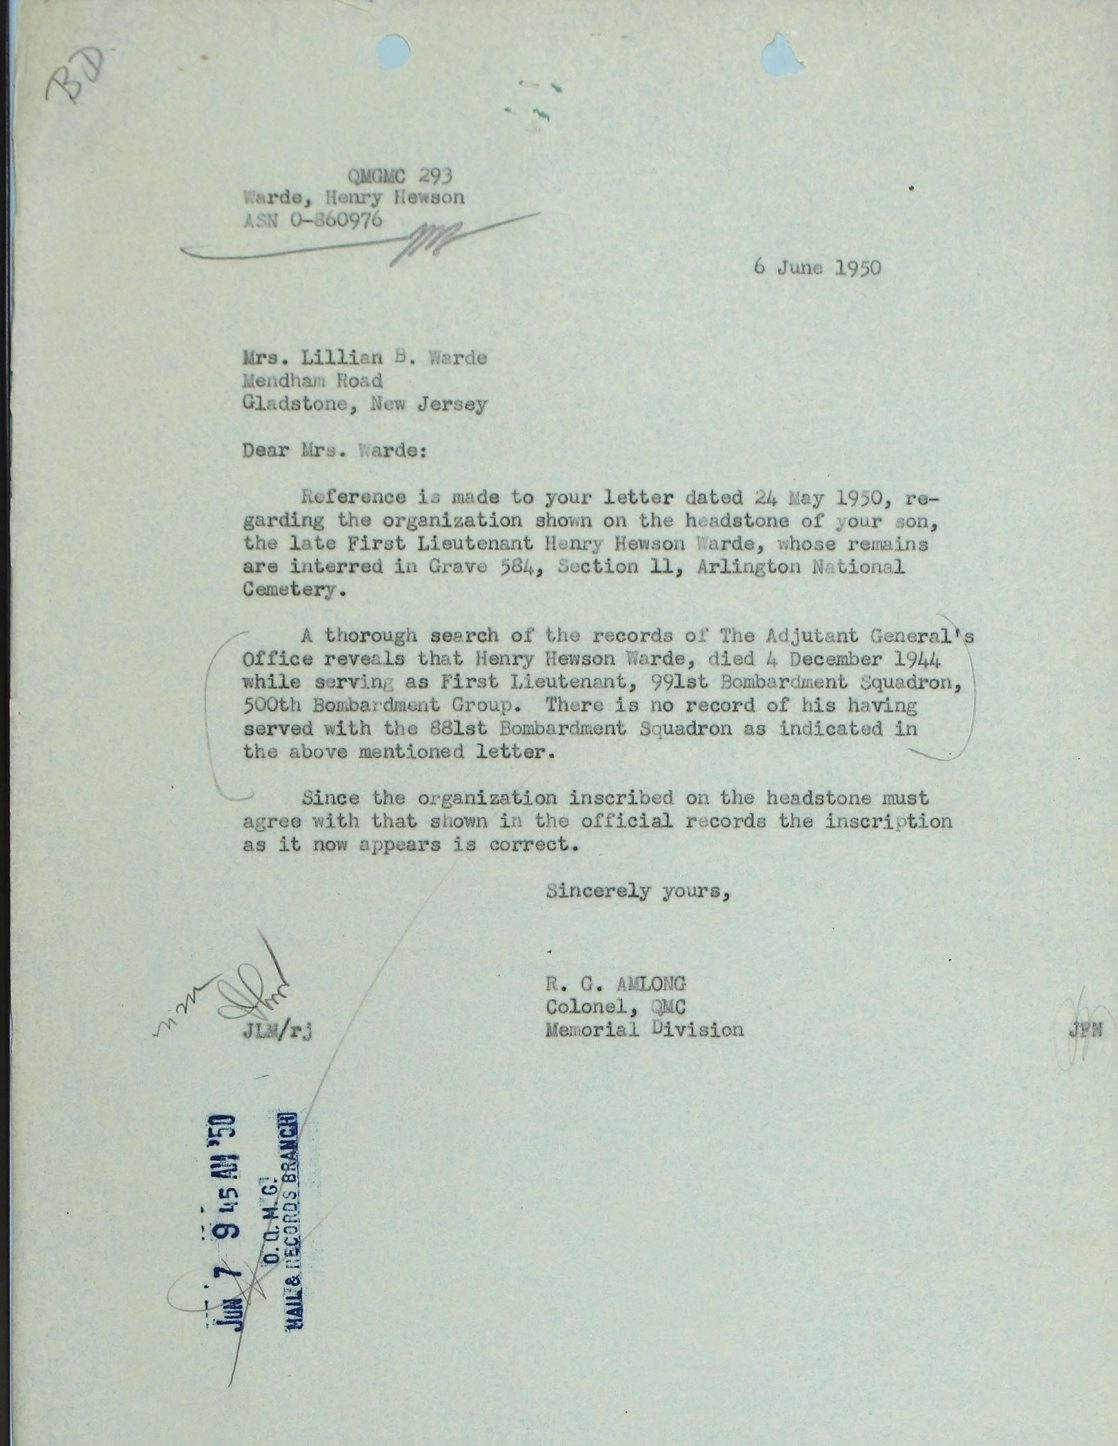 BD
QMGMC 293
Warde, Henry Hewson
ASN O-860976
6 June 1950
Mrs. Lillian B. Warde
Mendham Road
Gladstone, New Jersey
Dear Mrs. Warde:
Reference is made to your letter dated 24 May 1950, re-
garding the organization shown on the headstone of your son,
the late First Lieutenant Henry Hewson Warde, whose remains
are interred in Grave 584, Section 11, Arlington National
Cemetery.
A thorough search of the records of The Adjutant General's
Office reveals that Henry Hewson Warde, died 4 December 1944
while serving as First Lieutenant, 991st Bombardment Squadron,
500th Bombardment Group. There is no record of his having
served with the 881st Bombardment Squadron as indicated in
the above mentioned letter.
Since the organization inscribed on the headstone must
agree with that shown in the official records the inscription
as it now appears is correct.
Sincerely yours,
R. G. AMLONG
Colonel, QMC
Memorial Division
JLM/rj
JFM
JUN 7 9 45 AM '50
O. Q. M. G.
MAIL & RECORDS BRANCH